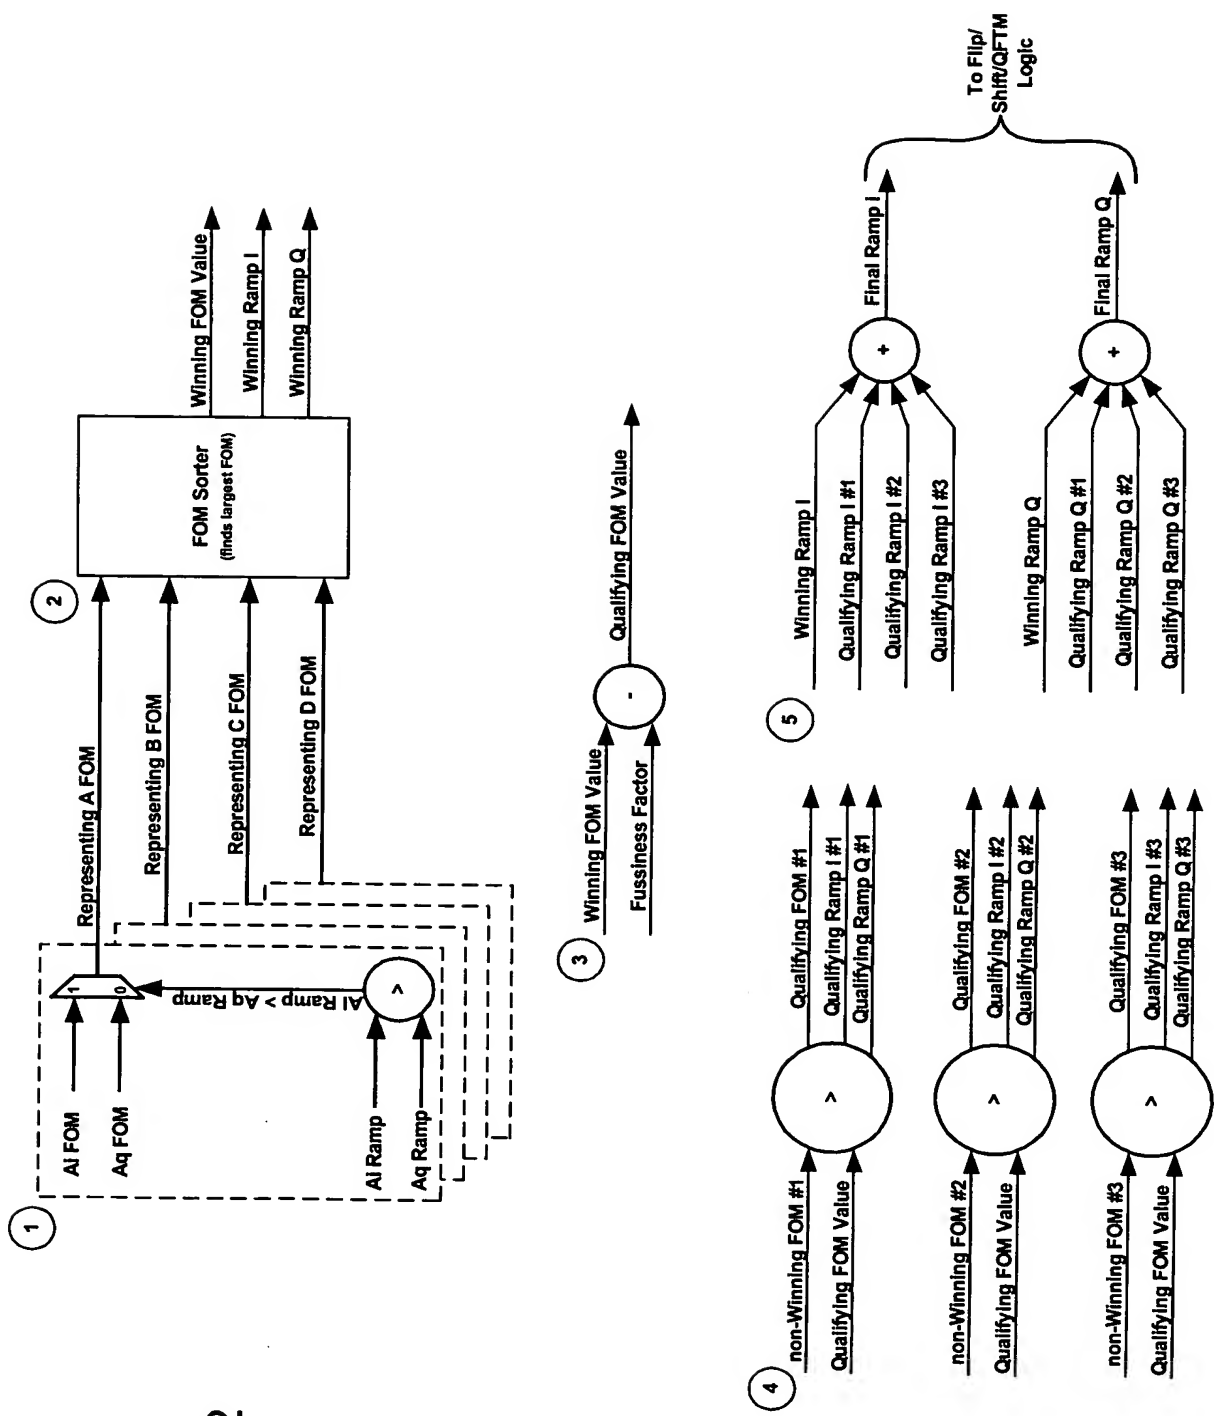 1
Ai FOM
Aq FOM
1
0
Ai Ramp > Aq Ramp
Ai Ramp
Aq Ramp
>
Representing A FOM
Representing B FOM
Representing C FOM
Representing D FOM
2
FOM Sorter
(finds largest FOM)
Winning FOM Value
Winning Ramp I
Winning Ramp Q
3
Winning FOM Value
Fussiness Factor
-
Qualifying FOM Value
4
non-Winning FOM #1
Qualifying FOM Value
>
Qualifying FOM #1
Qualifying Ramp I #1
Qualifying Ramp Q #1
non-Winning FOM #2
Qualifying FOM Value
>
Qualifying FOM #2
Qualifying Ramp I #2
Qualifying Ramp Q #2
non-Winning FOM #3
Qualifying FOM Value
>
Qualifying FOM #3
Qualifying Ramp I #3
Qualifying Ramp Q #3
5
Winning Ramp I
Qualifying Ramp I #1
Qualifying Ramp I #2
Qualifying Ramp I #3
+
Final Ramp I
Winning Ramp Q
Qualifying Ramp Q #1
Qualifying Ramp Q #2
Qualifying Ramp Q #3
+
Final Ramp Q
To Flip/
Shift/QFTM
Logic